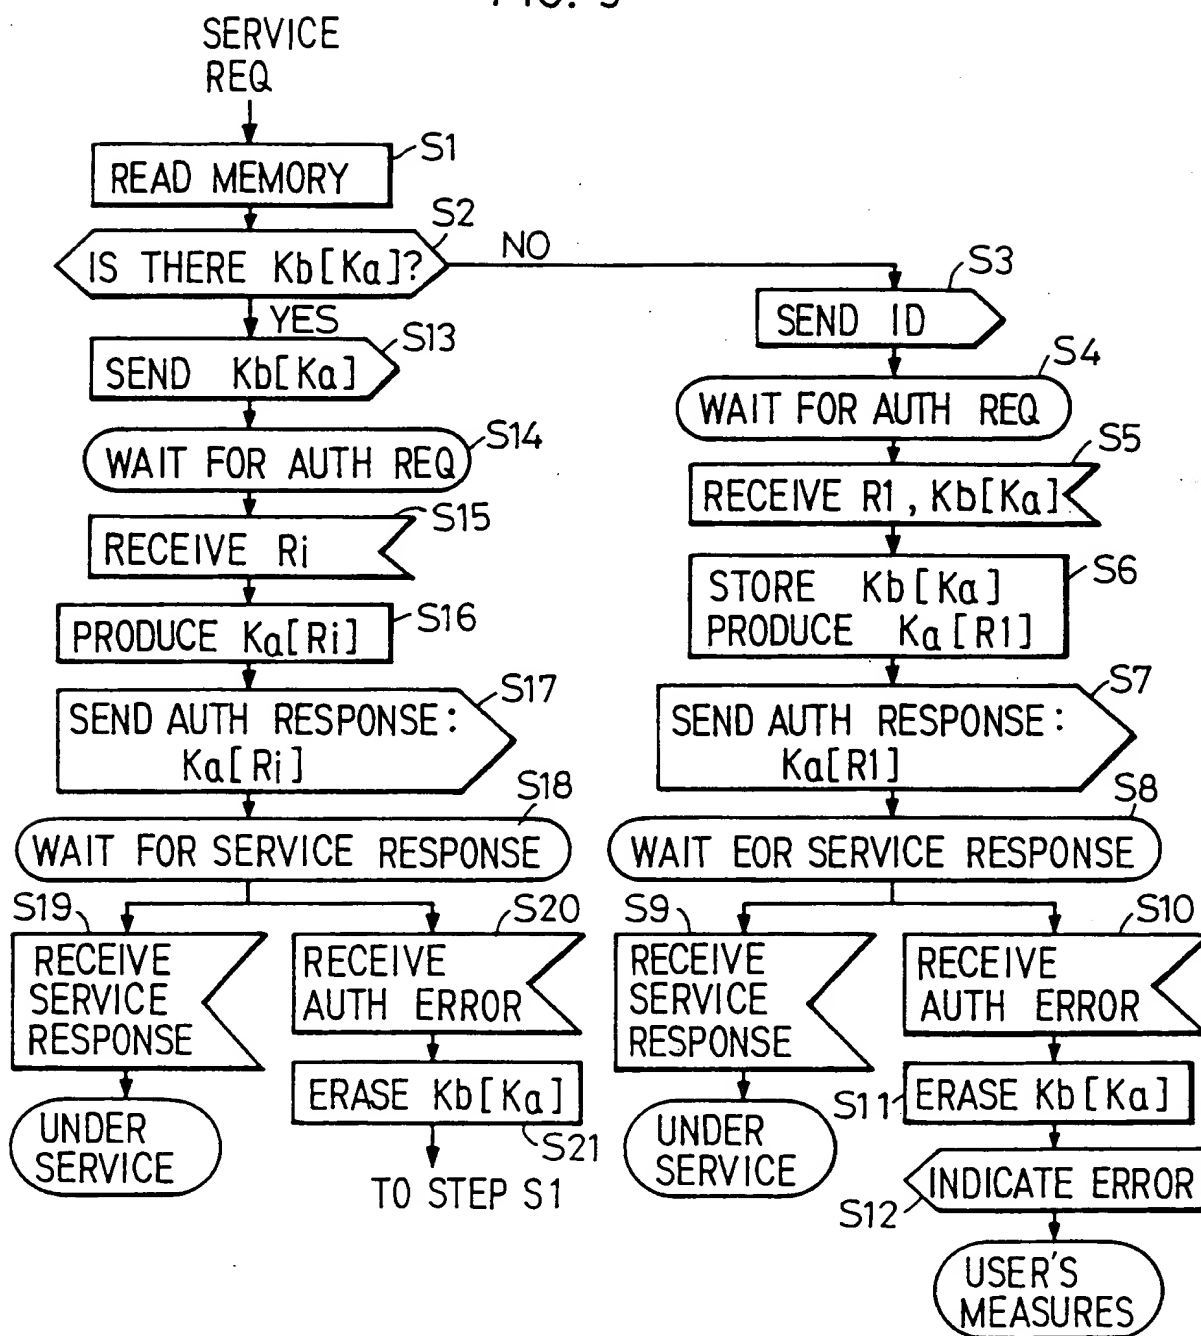 SERVICE
REQ
S1
READ MEMORY
S2
IS THERE Kb[Ka]?
NO
YES
S3
SEND ID
S13
SEND Kb[Ka]
S4
WAIT FOR AUTH REQ
S14
WAIT FOR AUTH REQ
S5
RECEIVE R1, Kb[Ka]
S15
RECEIVE Ri
S6
STORE Kb[Ka]
PRODUCE Ka[R1]
S16
PRODUCE Ka[Ri]
S17
SEND AUTH RESPONSE:
Ka[Ri]
S7
SEND AUTH RESPONSE:
Ka[R1]
S18
WAIT FOR SERVICE RESPONSE
S8
WAIT EOR SERVICE RESPONSE
S19
RECEIVE
SERVICE
RESPONSE
S20
RECEIVE
AUTH ERROR
S9
RECEIVE
SERVICE
RESPONSE
S10
RECEIVE
AUTH ERROR
UNDER
SERVICE
ERASE Kb[Ka]
S21
TO STEP S1
UNDER
SERVICE
S11
ERASE Kb[Ka]
INDICATE ERROR
S12
USER'S
MEASURES